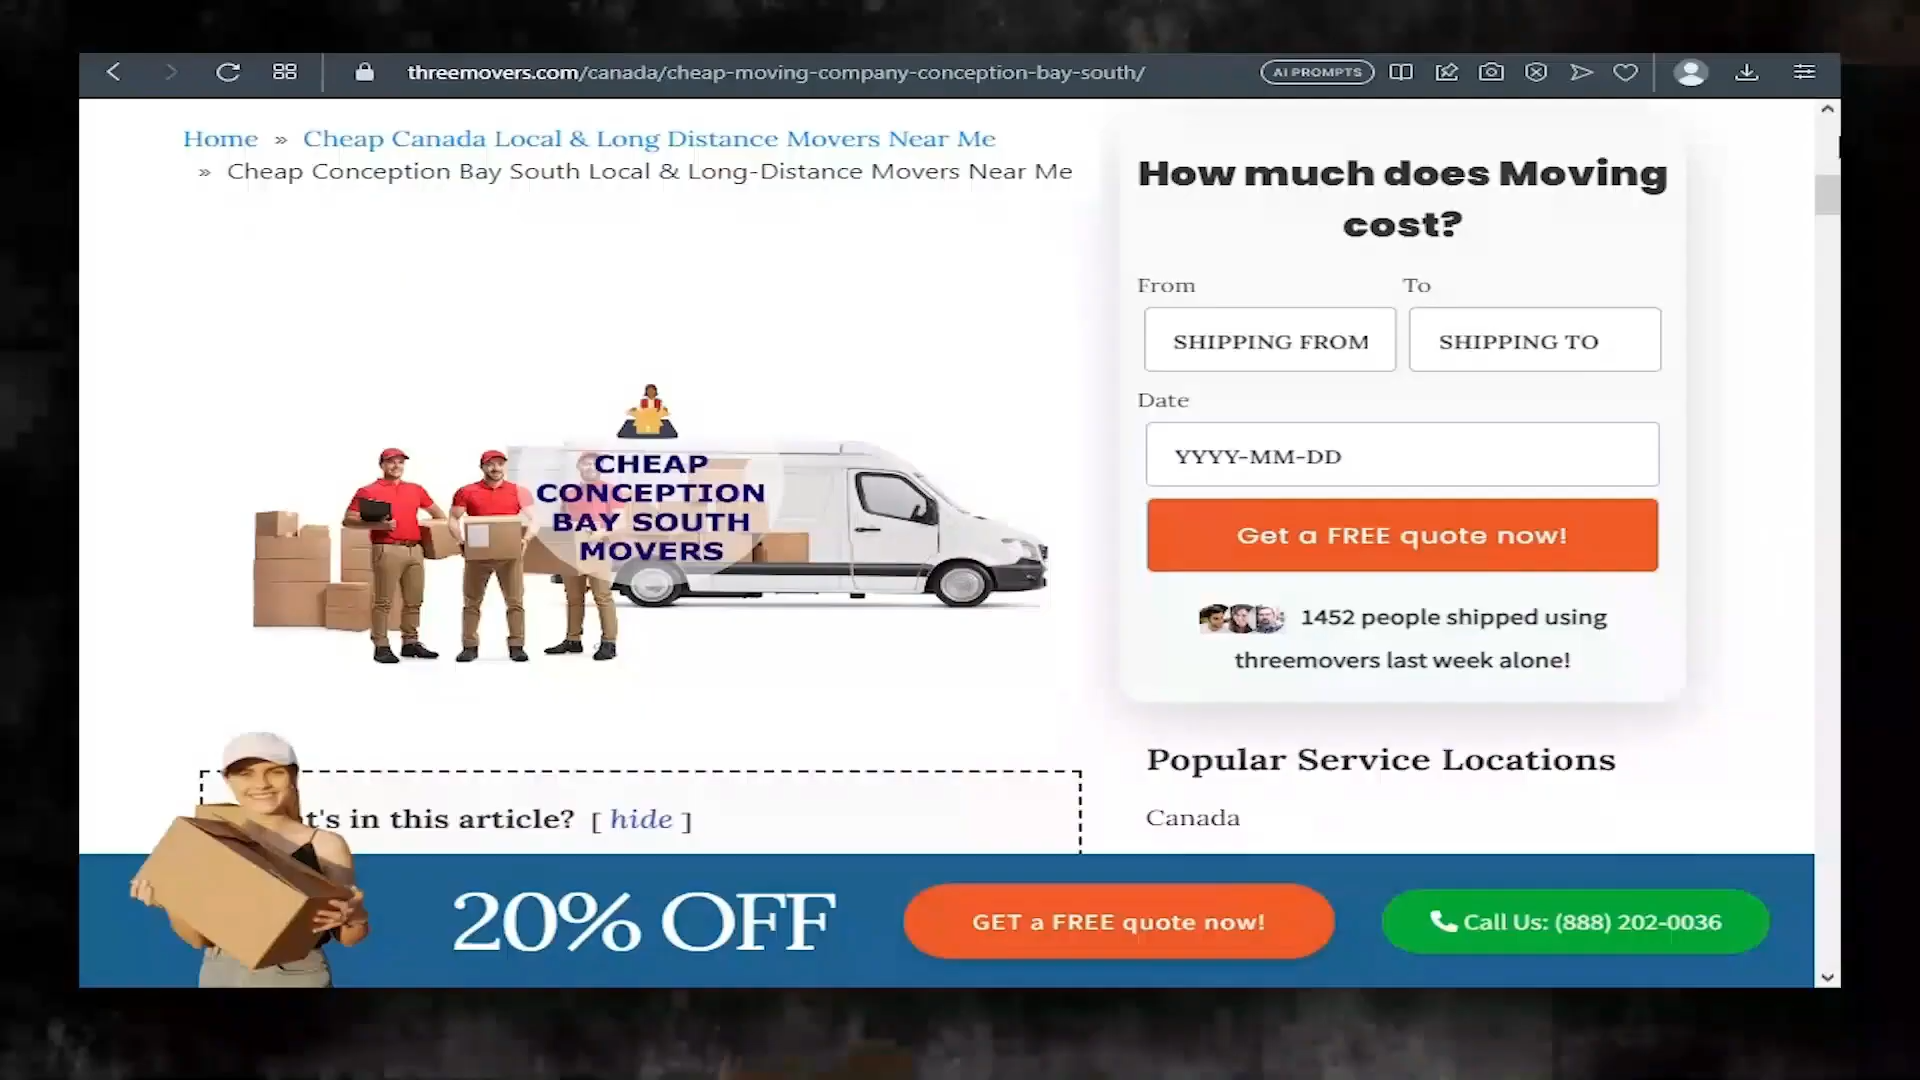 threemovers.com/canada/cheap-moving-company-conception-bay-south/
AI PROMPTS
Home » Cheap Canada Local & Long Distance Movers Near Me
» Cheap Conception Bay South Local & Long-Distance Movers Near Me
CHEAP
CONCEPTION
BAY SOUTH
MOVERS
How much does Moving
cost?
From To
SHIPPING FROM SHIPPING TO
Date
YYYY-MM-DD
Get a FREE quote now!
1452 people shipped using
threemovers last week alone!
Popular Service Locations
Canada
t's in this article? [ hide ]
20% OFF
GET a FREE quote now!
Call Us: (888) 202-0036